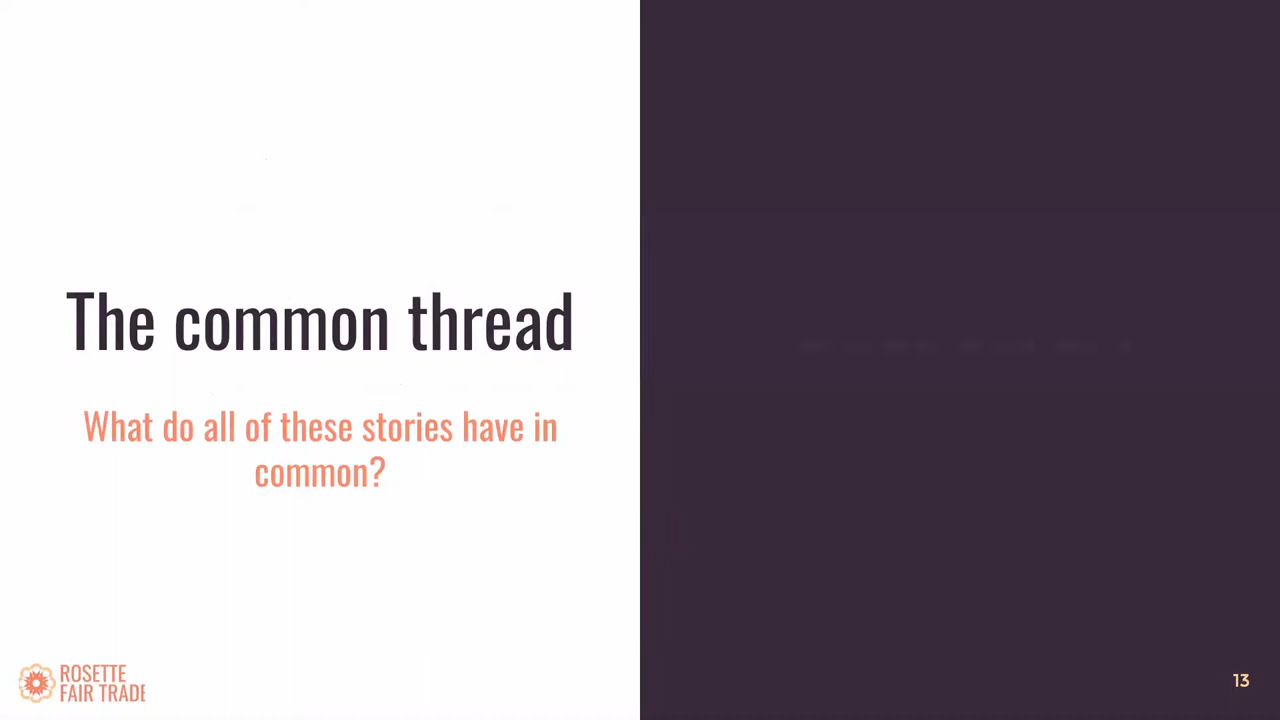 The common thread
What do all of these stories have in
common?
ROSETTE
FAIR TRADE
13